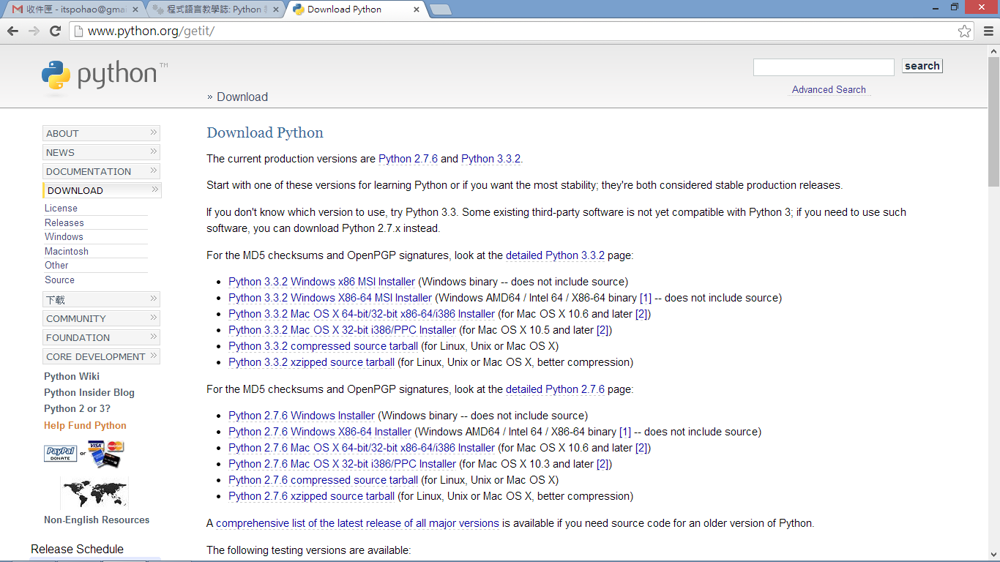 收件匣 - itspohao@gmai
程式語言教學誌: Python
Download Python
www.python.org/getit/
python™
» Download
search
Advanced Search
ABOUT
NEWS
DOCUMENTATION
DOWNLOAD
License
Releases
Windows
Macintosh
Other
Source
下载
COMMUNITY
FOUNDATION
CORE DEVELOPMENT
Python Wiki
Python Insider Blog
Python 2 or 3?
Help Fund Python
PayPal
DONATE
or
VISA
MasterCard
Non-English Resources
Release Schedule
Download Python
The current production versions are Python 2.7.6 and Python 3.3.2.
Start with one of these versions for learning Python or if you want the most stability; they're both considered stable production releases.
If you don't know which version to use, try Python 3.3. Some existing third-party software is not yet compatible with Python 3; if you need to use such
software, you can download Python 2.7.x instead.
For the MD5 checksums and OpenPGP signatures, look at the detailed Python 3.3.2 page:
• Python 3.3.2 Windows x86 MSI Installer (Windows binary -- does not include source)
• Python 3.3.2 Windows X86-64 MSI Installer (Windows AMD64 / Intel 64 / X86-64 binary [1] -- does not include source)
• Python 3.3.2 Mac OS X 64-bit/32-bit x86-64/i386 Installer (for Mac OS X 10.6 and later [2])
• Python 3.3.2 Mac OS X 32-bit i386/PPC Installer (for Mac OS X 10.5 and later [2])
• Python 3.3.2 compressed source tarball (for Linux, Unix or Mac OS X)
• Python 3.3.2 xzipped source tarball (for Linux, Unix or Mac OS X, better compression)
For the MD5 checksums and OpenPGP signatures, look at the detailed Python 2.7.6 page:
• Python 2.7.6 Windows Installer (Windows binary -- does not include source)
• Python 2.7.6 Windows X86-64 Installer (Windows AMD64 / Intel 64 / X86-64 binary [1] -- does not include source)
• Python 2.7.6 Mac OS X 64-bit/32-bit x86-64/i386 Installer (for Mac OS X 10.6 and later [2])
• Python 2.7.6 Mac OS X 32-bit i386/PPC Installer (for Mac OS X 10.3 and later [2])
• Python 2.7.6 compressed source tarball (for Linux, Unix or Mac OS X)
• Python 2.7.6 xzipped source tarball (for Linux, Unix or Mac OS X, better compression)
A comprehensive list of the latest release of all major versions is available if you need source code for an older version of Python.
The following testing versions are available: